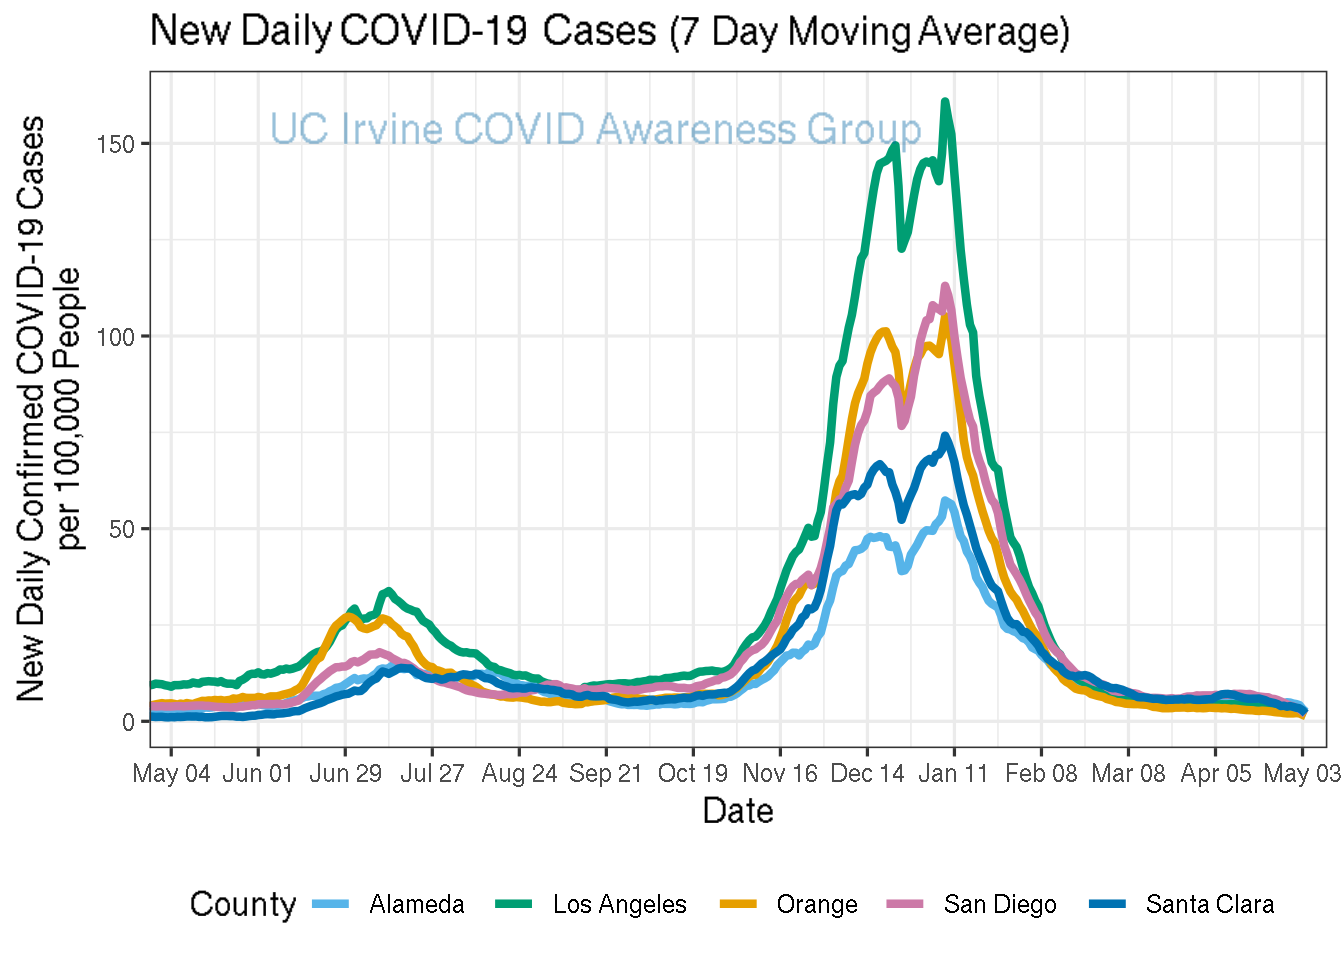 New Daily COVID-19 Cases (7 Day Moving Average)
UC Irvine COVID Awareness Group
New Daily Confirmed COVID-19 Cases
per 100,000 People
150
100
50
0
May 04 Jun 01 Jun 29 Jul 27 Aug 24 Sep 21 Oct 19 Nov 16 Dec 14 Jan 11 Feb 08 Mar 08 Apr 05 May 03
Date
County Alameda Los Angeles Orange San Diego Santa Clara